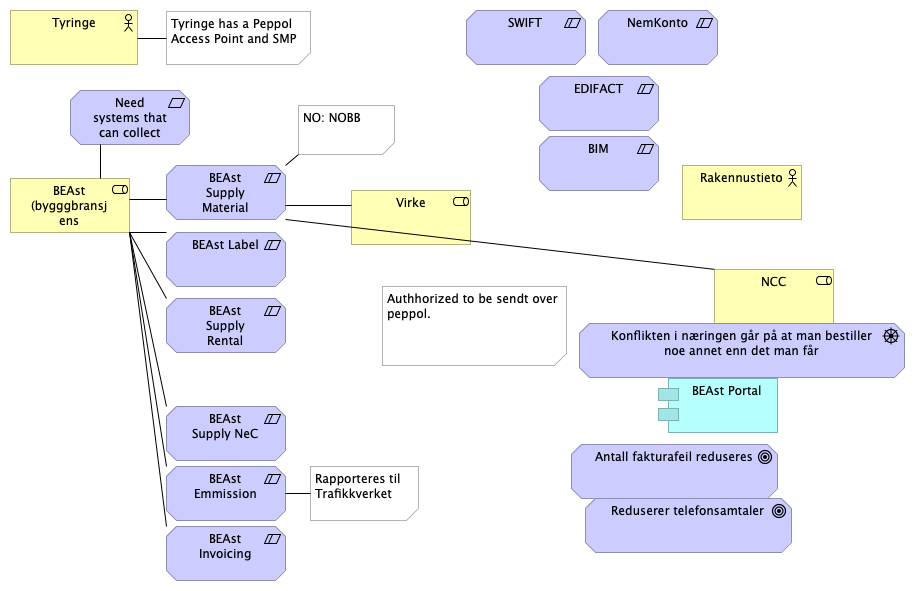 Tyringe
Tyringe has a Peppol
Access Point and SMP
SWIFT
NemKonto
EDIFACT
BIM
Need
systems that
can collect
NO: NOBB
BEAst
(bygggbransj
ens
BEAst
Supply
Material
Virke
Rakennustieto
BEAst Label
BEAst
Supply
Rental
Authhorized to be sendt over
peppol.
NCC
Konflikten i næringen går på at man bestiller
noe annet enn det man får
BEAst Portal
BEAst
Supply NeC
Antall fakturafeil reduseres
BEAst
Emmission
Rapporteres til
Trafikkverket
Reduserer telefonsamtaler
BEAst
Invoicing